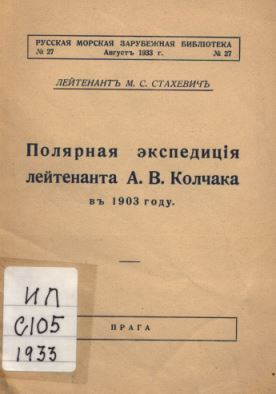 РУССКАЯ МОРСКАЯ ЗАРУБЕЖНАЯ БИБЛИОТЕКА
№ 27 Августъ 1933 г. № 27
ЛЕЙТЕНАНТЪ М. С. СТАХЕВИЧЪ
Полярная экспедиція
лейтенанта А. В. Колчака
въ 1903 году.
ИП
С105
1933
ПРАГА